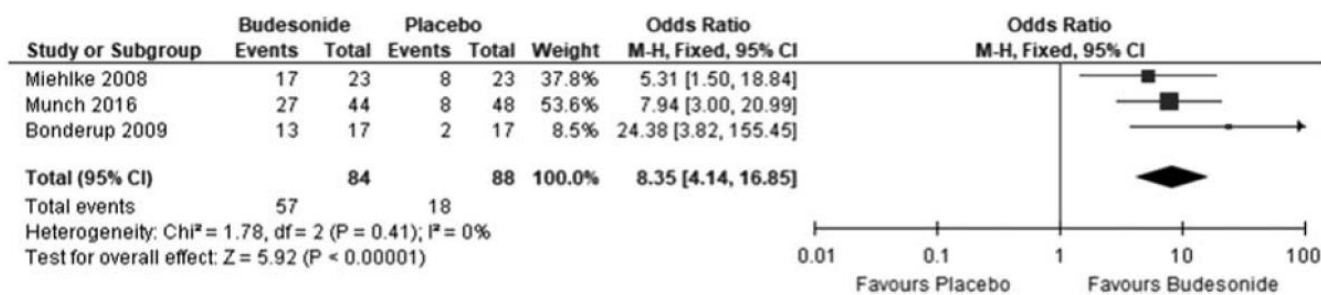 Budesonide Placebo Odds Ratio Odds Ratio
Study or Subgroup Events Total Events Total Weight M-H, Fixed, 95% CI M-H, Fixed, 95% CI
Miehlke 2008 17 23 8 23 37.8% 5.31 [1.50, 18.84]
Munch 2016 27 44 8 48 53.6% 7.94 [3.00, 20.99]
Bonderup 2009 13 17 2 17 8.5% 24.38 [3.82, 155.45]
Total (95% CI) 84 88 100.0% 8.35 [4.14, 16.85]
Total events 57 18
Heterogeneity: Chi² = 1.78, df = 2 (P = 0.41); I² = 0%
Test for overall effect: Z = 5.92 (P < 0.00001)
0.01 0.1 1 10 100
Favours Placebo Favours Budesonide